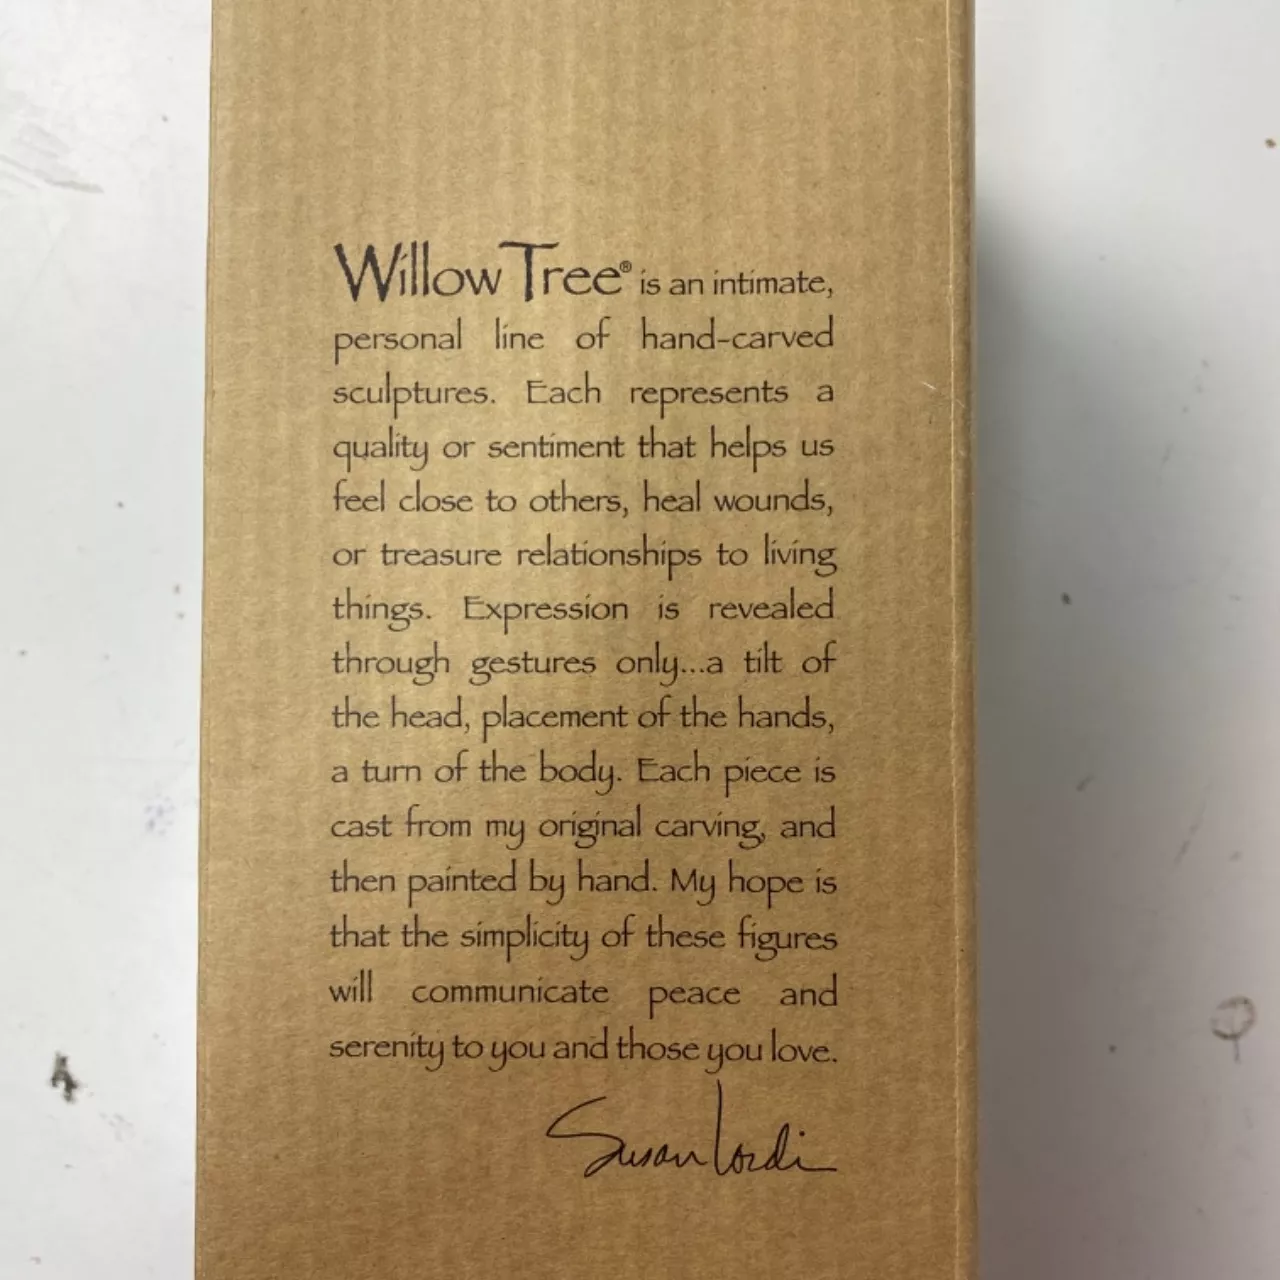 Willow Tree® is an intimate,
personal line of hand-carved
sculptures. Each represents a
quality or sentiment that helps us
feel close to others, heal wounds,
or treasure relationships to living
things. Expression is revealed
through gestures only...a tilt of
the head, placement of the hands,
a turn of the body. Each piece is
cast from my original carving, and
then painted by hand. My hope is
that the simplicity of these figures
will communicate peace and
serenity to you and those you love.
Susan Lordi